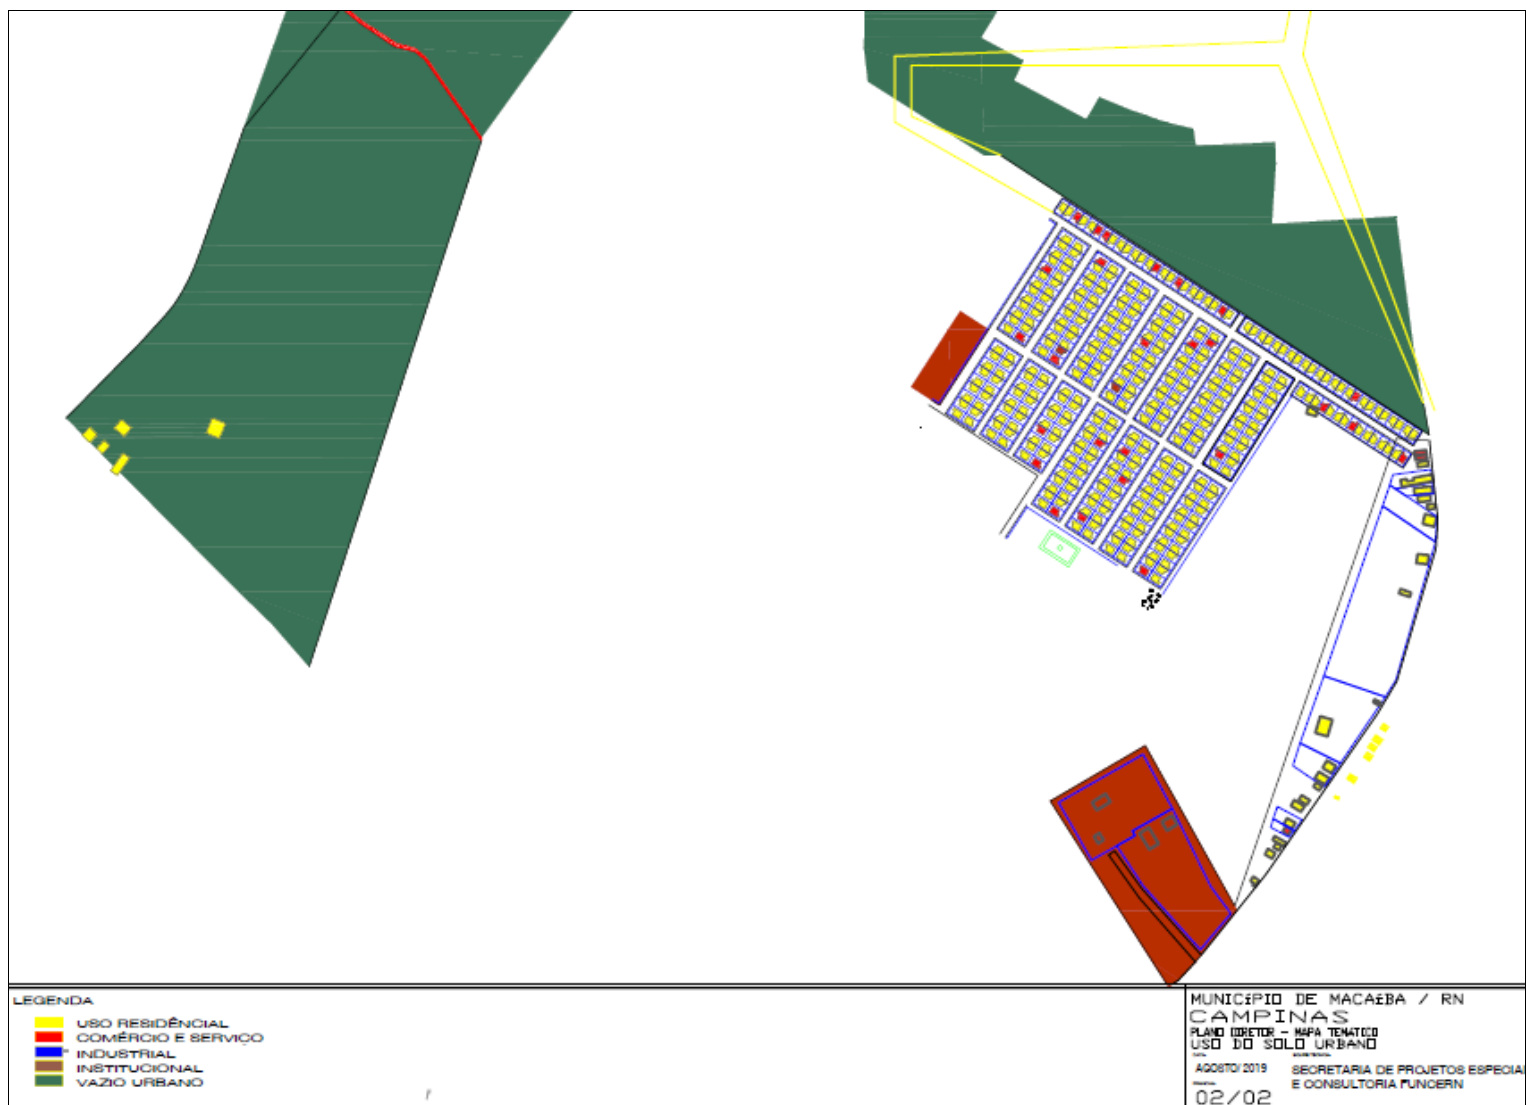 LEGENDA
USO RESIDÊNCIAL
COMÉRCIO E SERVIÇO
INDUSTRIAL
INSTITUCIONAL
VAZIO URBANO
MUNICíPIO DE MACAíBA / RN
CAMPINAS
PLANO DIRETOR - MAPA TEMATICO
USO DO SOLO URBANO
AGOSTO/2019
SECRETARIA DE PROJETOS ESPECIAI
E CONSULTORIA FUNCERN
02/02